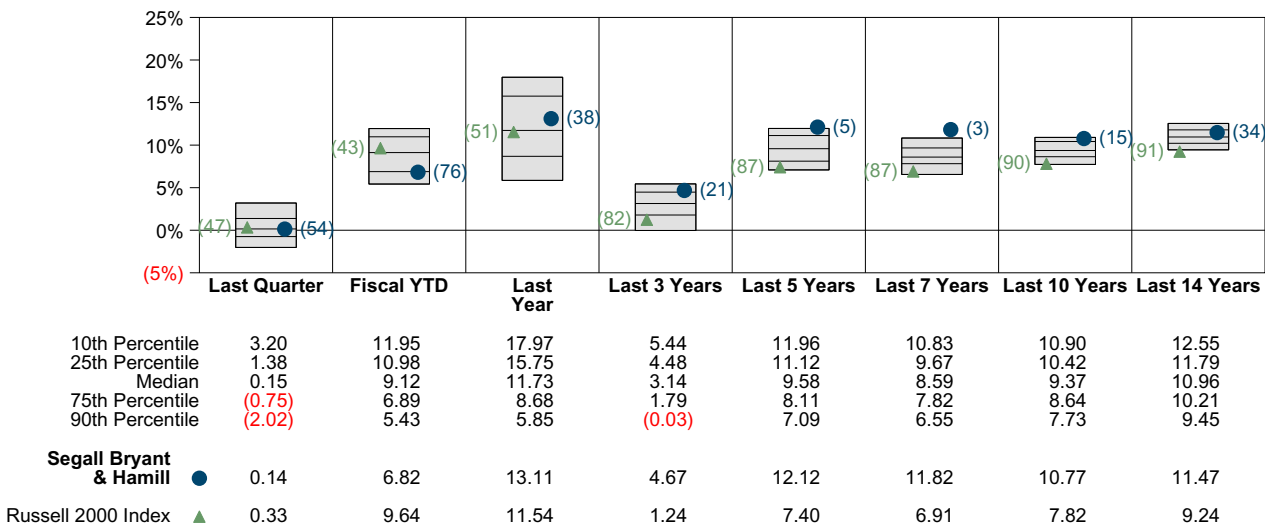 25%
20%
15%
10%
5%
0%
(5%)
(47) (54)
(43) (76)
(51) (38)
(82) (21)
(87) (5)
(87) (3)
(90) (15)
(91) (34)
Last Quarter Fiscal YTD Last Year Last 3 Years Last 5 Years Last 7 Years Last 10 Years Last 14 Years
10th Percentile 3.20 11.95 17.97 5.44 11.96 10.83 10.90 12.55
25th Percentile 1.38 10.98 15.75 4.48 11.12 9.67 10.42 11.79
Median 0.15 9.12 11.73 3.14 9.58 8.59 9.37 10.96
75th Percentile (0.75) 6.89 8.68 1.79 8.11 7.82 8.64 10.21
90th Percentile (2.02) 5.43 5.85 (0.03) 7.09 6.55 7.73 9.45
Segall Bryant
& Hamill 0.14 6.82 13.11 4.67 12.12 11.82 10.77 11.47
Russell 2000 Index 0.33 9.64 11.54 1.24 7.40 6.91 7.82 9.24